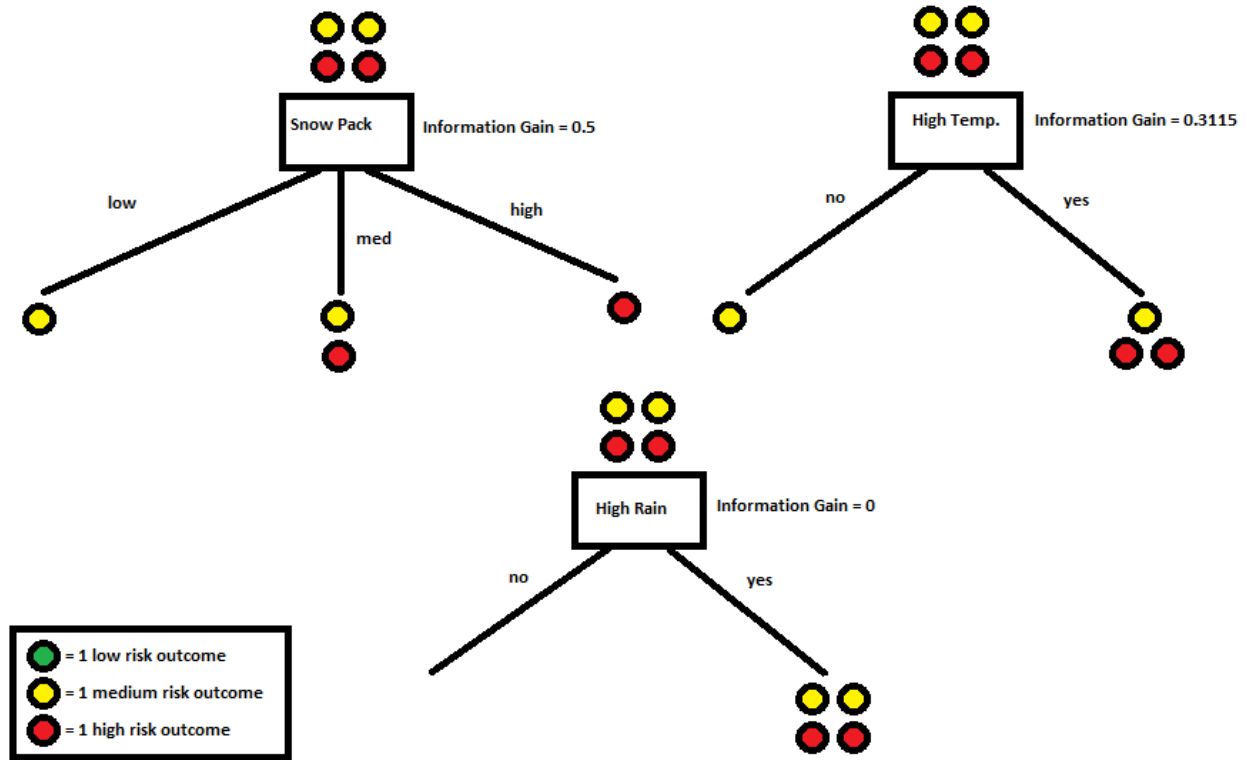 Snow Pack
Information Gain = 0.5
low
med
high
High Temp.
Information Gain = 0.3115
no
yes
High Rain
Information Gain = 0
no
yes
= 1 low risk outcome
= 1 medium risk outcome
= 1 high risk outcome